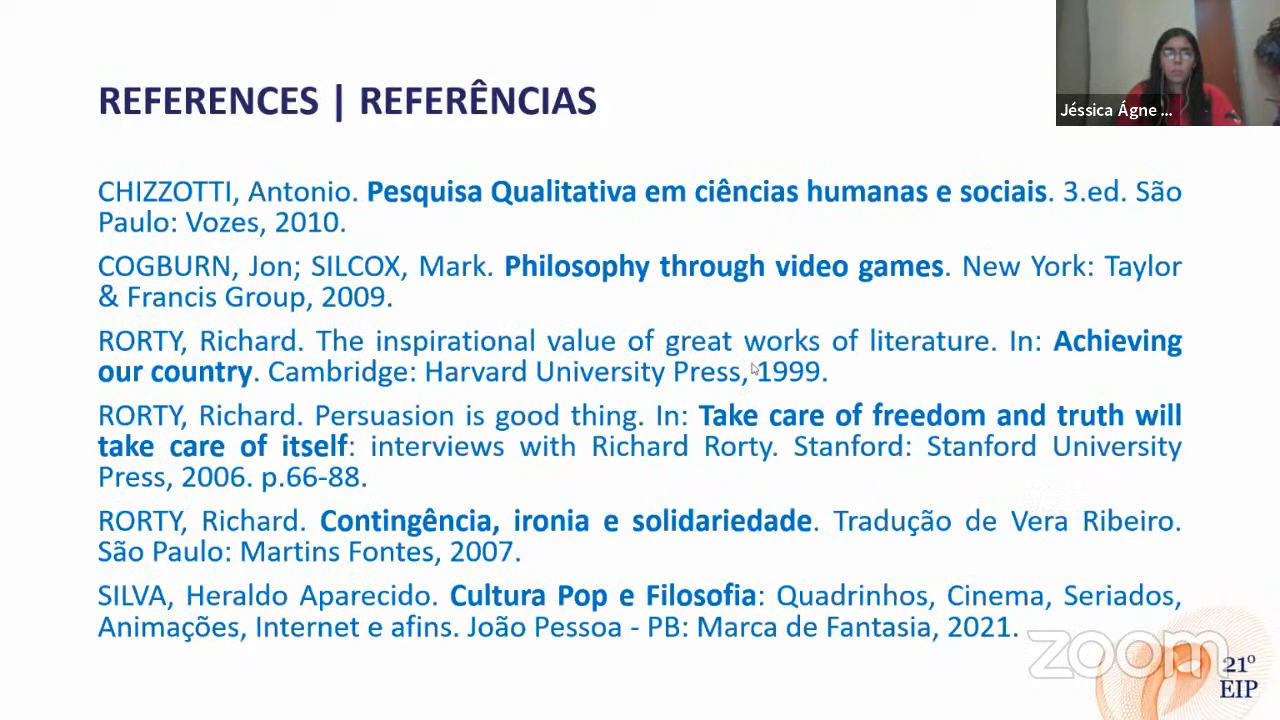 REFERENCES | REFERÊNCIAS
Jéssica Ágne ...
CHIZZOTTI, Antonio. Pesquisa Qualitativa em ciências humanas e sociais. 3.ed. São
Paulo: Vozes, 2010.
COGBURN, Jon; SILCOX, Mark. Philosophy through video games. New York: Taylor
& Francis Group, 2009.
RORTY, Richard. The inspirational value of great works of literature. In: Achieving
our country. Cambridge: Harvard University Press, 1999.
RORTY, Richard. Persuasion is good thing. In: Take care of freedom and truth will
take care of itself: interviews with Richard Rorty. Stanford: Stanford University
Press, 2006. p.66-88.
RORTY, Richard. Contingência, ironia e solidariedade. Tradução de Vera Ribeiro.
São Paulo: Martins Fontes, 2007.
SILVA, Heraldo Aparecido. Cultura Pop e Filosofia: Quadrinhos, Cinema, Seriados,
Animações, Internet e afins. João Pessoa - PB: Marca de Fantasia, 2021.
zoom
21º
EIP